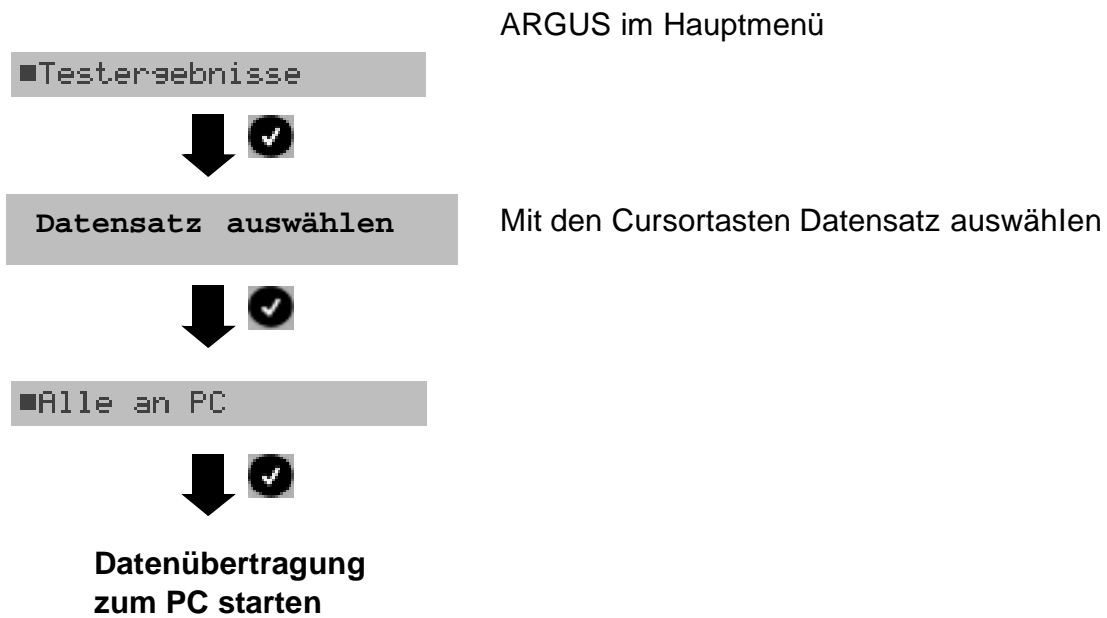 ARGUS im Hauptmenü
■Testergebnisse
Datensatz auswählen
Mit den Cursortasten Datensatz auswählen
■Alle an PC
Datenübertragung
zum PC starten